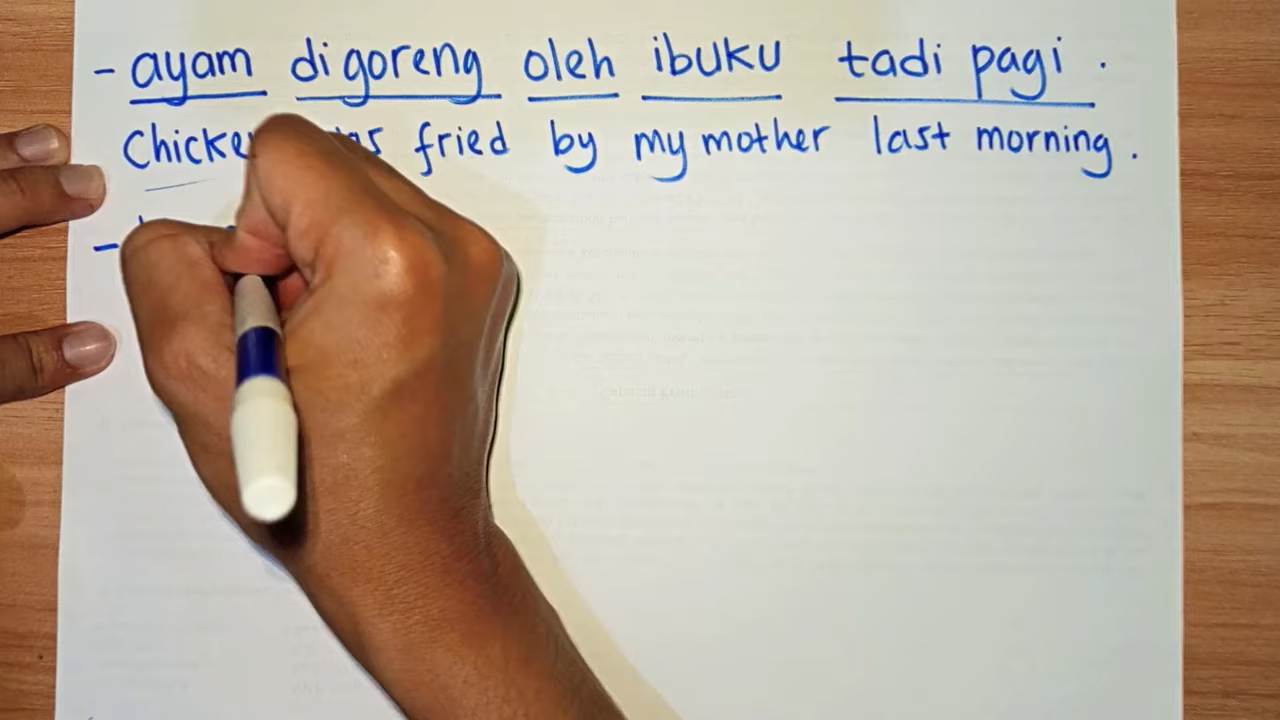 - ayam digoreng oleh ibuku tadi pagi.
fried by my mother last morning.
-